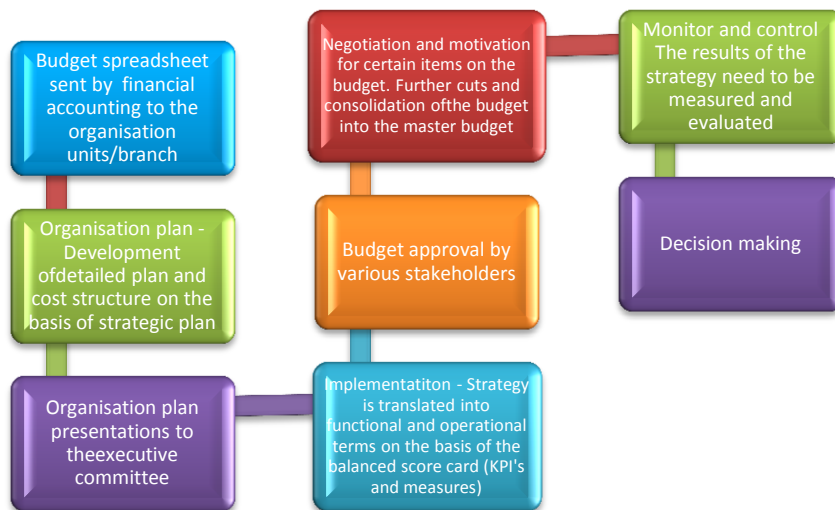 Budget spreadsheet
sent by  financial
accounting to the
organisation
units/branch
Organisation plan -
Development
ofdetailed plan and
cost structure on the
basis of strategic plan
Organisation plan
presentations to
theexecutive
committee
Implementatiton - Strategy
is translated into
functional and operational
terms on the basis of the
balanced score card (KPI's
and measures)
Budget approval by
various stakeholders
Negotiation and motivation
for certain items on the
budget. Further cuts and
consolidation ofthe budget
into the master budget
Monitor and control
The results of the
strategy need to be
measured and
evaluated
Decision making